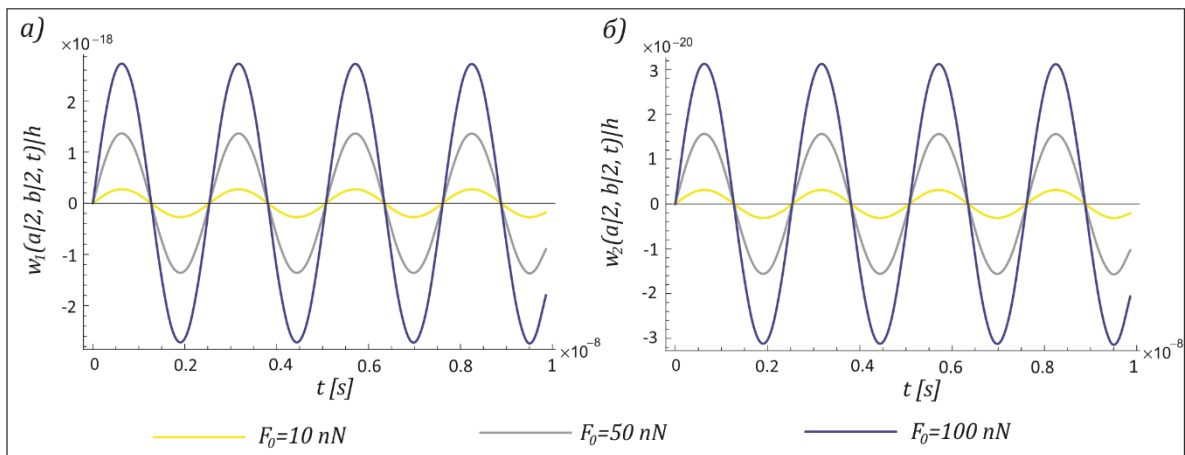 а)
×10⁻¹⁸
w₁(a|2, b|2, t)|h
2
1
0
-1
-2
0 0.2 0.4 0.6 0.8 1
×10⁻⁸
t [s]
б)
×10⁻²⁰
w₂(a|2, b|2, t)|h
3
2
1
0
-1
-2
-3
0 0.2 0.4 0.6 0.8 1
×10⁻⁸
t [s]
F₀=10 nN F₀=50 nN F₀=100 nN